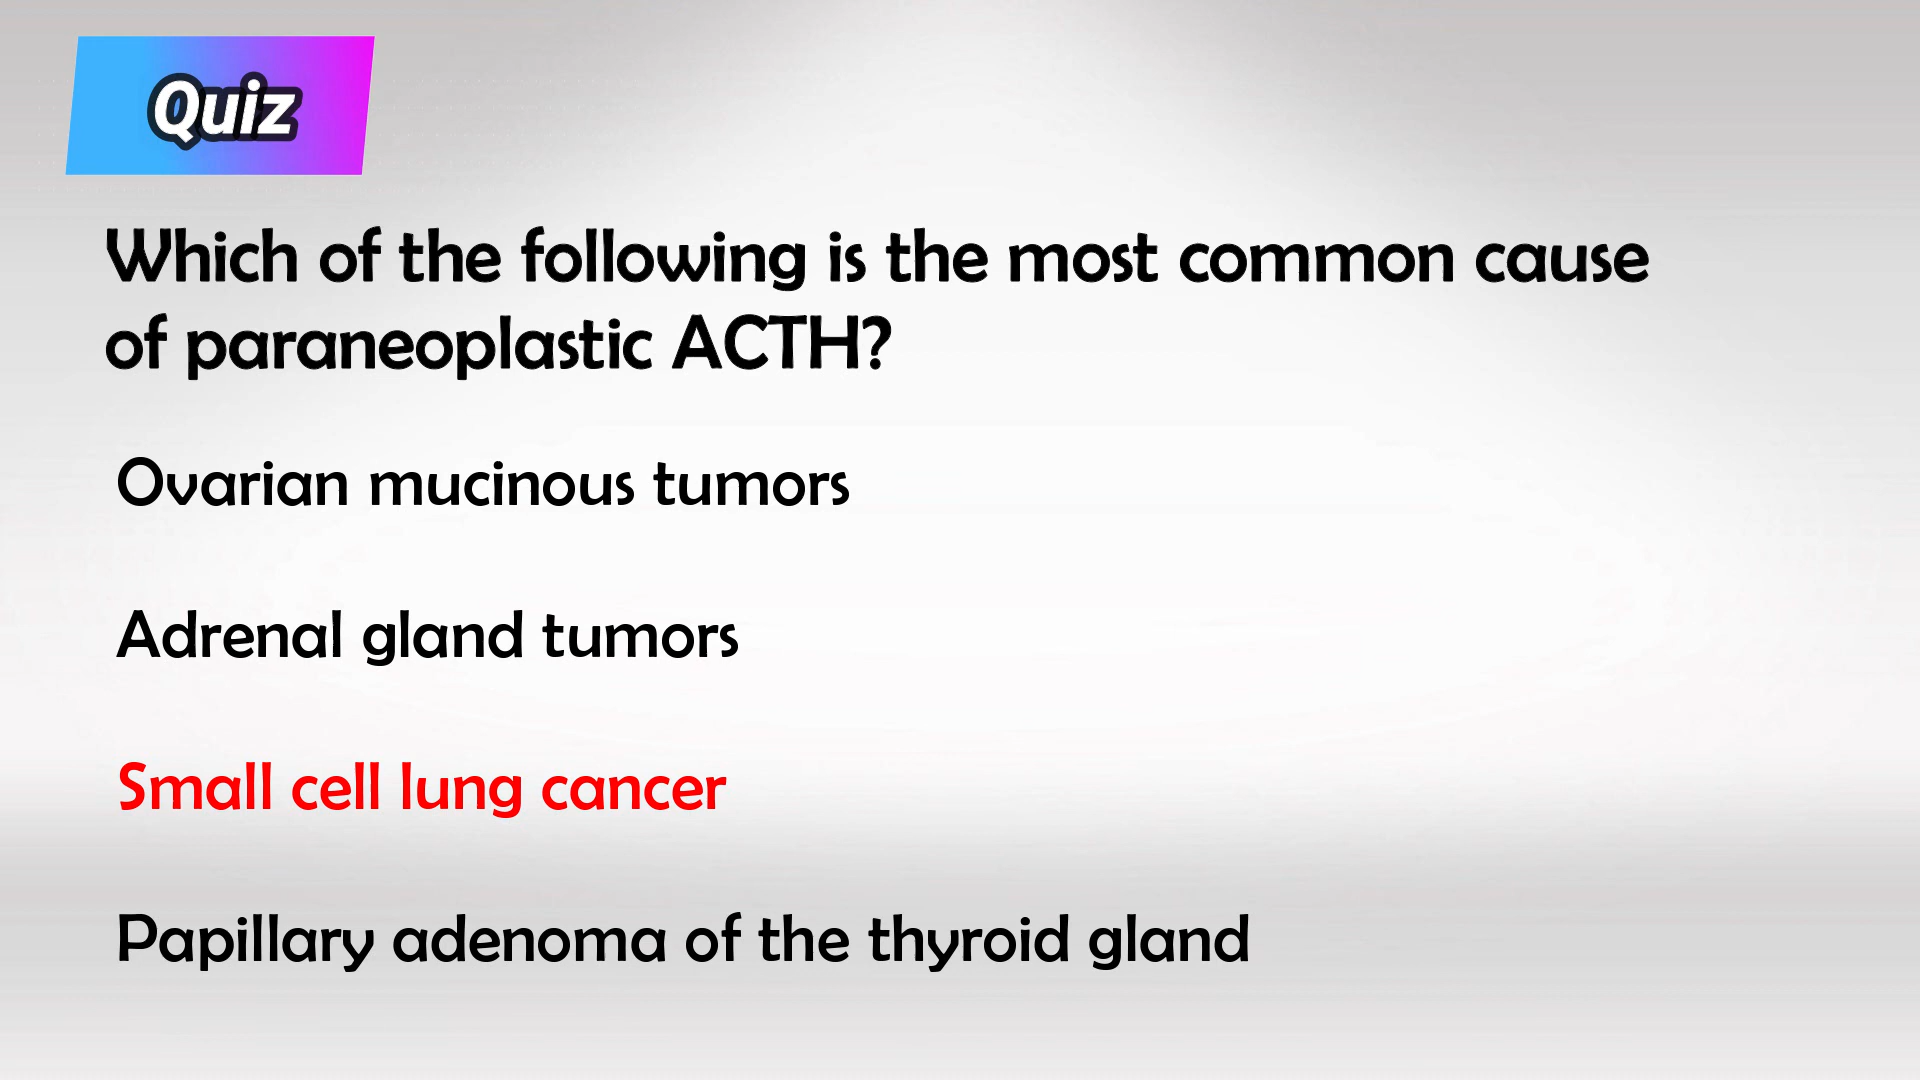 Quiz
Which of the following is the most common cause
of paraneoplastic ACTH?
Ovarian mucinous tumors
Adrenal gland tumors
Small cell lung cancer
Papillary adenoma of the thyroid gland